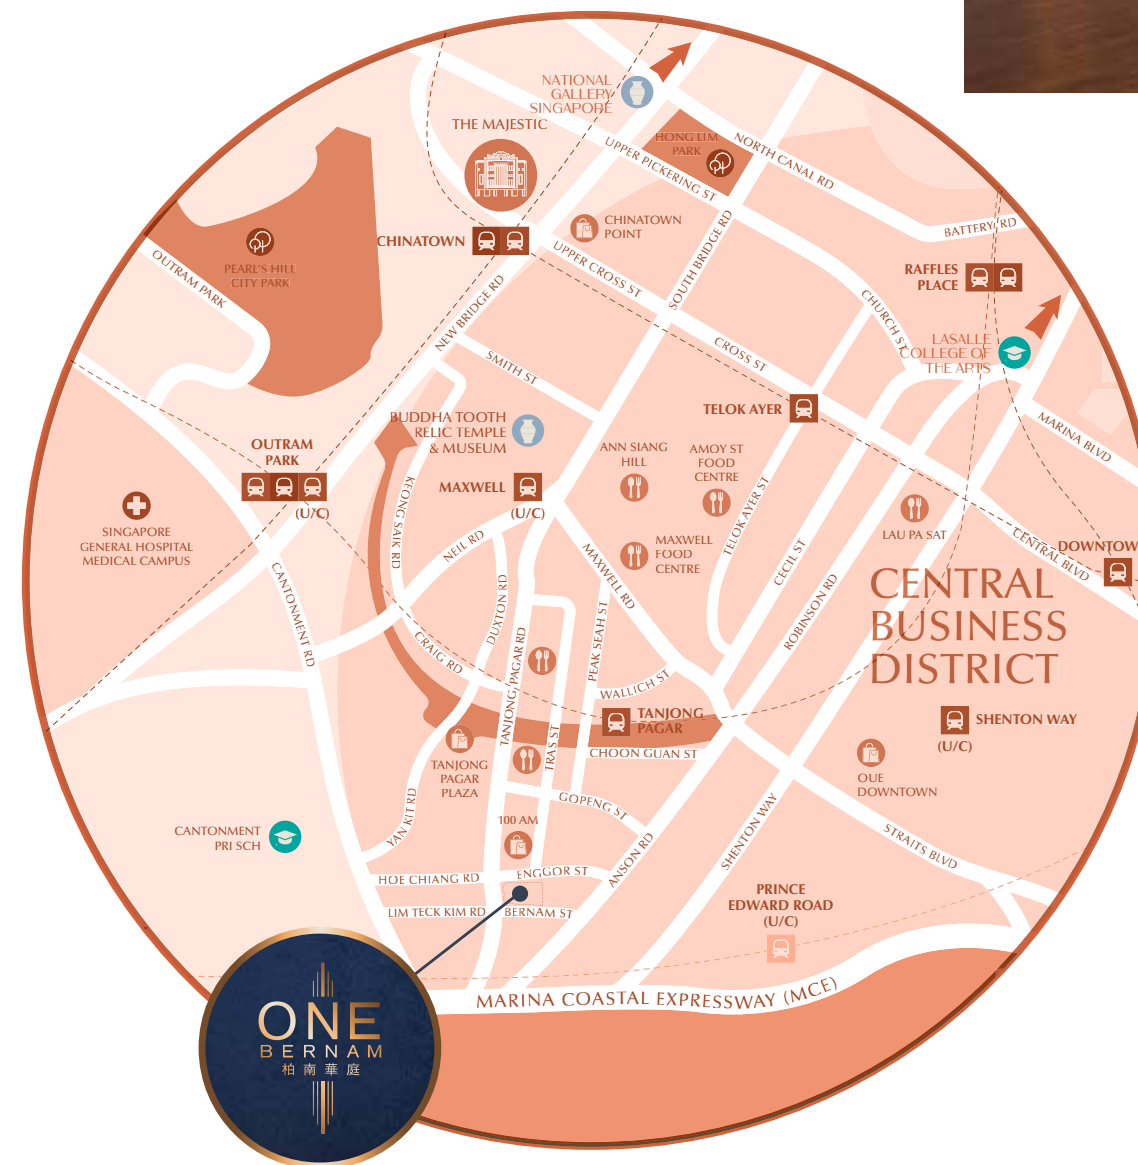 NATIONAL
GALLERY
SINGAPORE
THE MAJESTIC
HONG LIM
PARK
NORTH CANAL RD
UPPER PICKERING ST
CHINATOWN
POINT
CHINATOWN
BATTERY RD
OUTRAM PARK
PEARL'S HILL
CITY PARK
UPPER CROSS ST
SOUTH BRIDGE RD
RAFFLES
PLACE
NEW BRIDGE RD
CHURCH ST
LASALLE
COLLEGE OF
THE ARTS
SMITH ST
CROSS ST
TELOK AYER
MARINA BLVD
BUDDHA TOOTH
RELIC TEMPLE
& MUSEUM
OUTRAM
PARK
(U/C)
ANN SIANG
HILL
AMOY ST
FOOD
CENTRE
MAXWELL
(U/C)
KEONG SAIK RD
SINGAPORE
GENERAL HOSPITAL
MEDICAL CAMPUS
TELOK AYER ST
LAU PA SAT
NEIL RD
MAXWELL
FOOD
CENTRE
MAXWELL RD
CECIL ST
CENTRAL BLVD
DOWNTOW
CENTRAL
BUSINESS
DISTRICT
CANTONMENT RD
DUXTON RD
ROBINSON RD
CRAIG RD
TANJONG PAGAR RD
PEAK SEAH ST
WALLICH ST
TANJONG
PAGAR
SHENTON WAY
(U/C)
TRAS ST
CHOON GUAN ST
TANJONG
PAGAR
PLAZA
OUE
DOWNTOWN
YAN KIT RD
GOPENG ST
100 AM
CANTONMENT
PRI SCH
ANSON RD
SHENTON WAY
STRAITS BLVD
HOE CHIANG RD
ENGGOR ST
PRINCE
EDWARD ROAD
(U/C)
LIM TECK KIM RD
BERNAM ST
MARINA COASTAL EXPRESSWAY (MCE)
ONE
BERNAM
柏南華庭